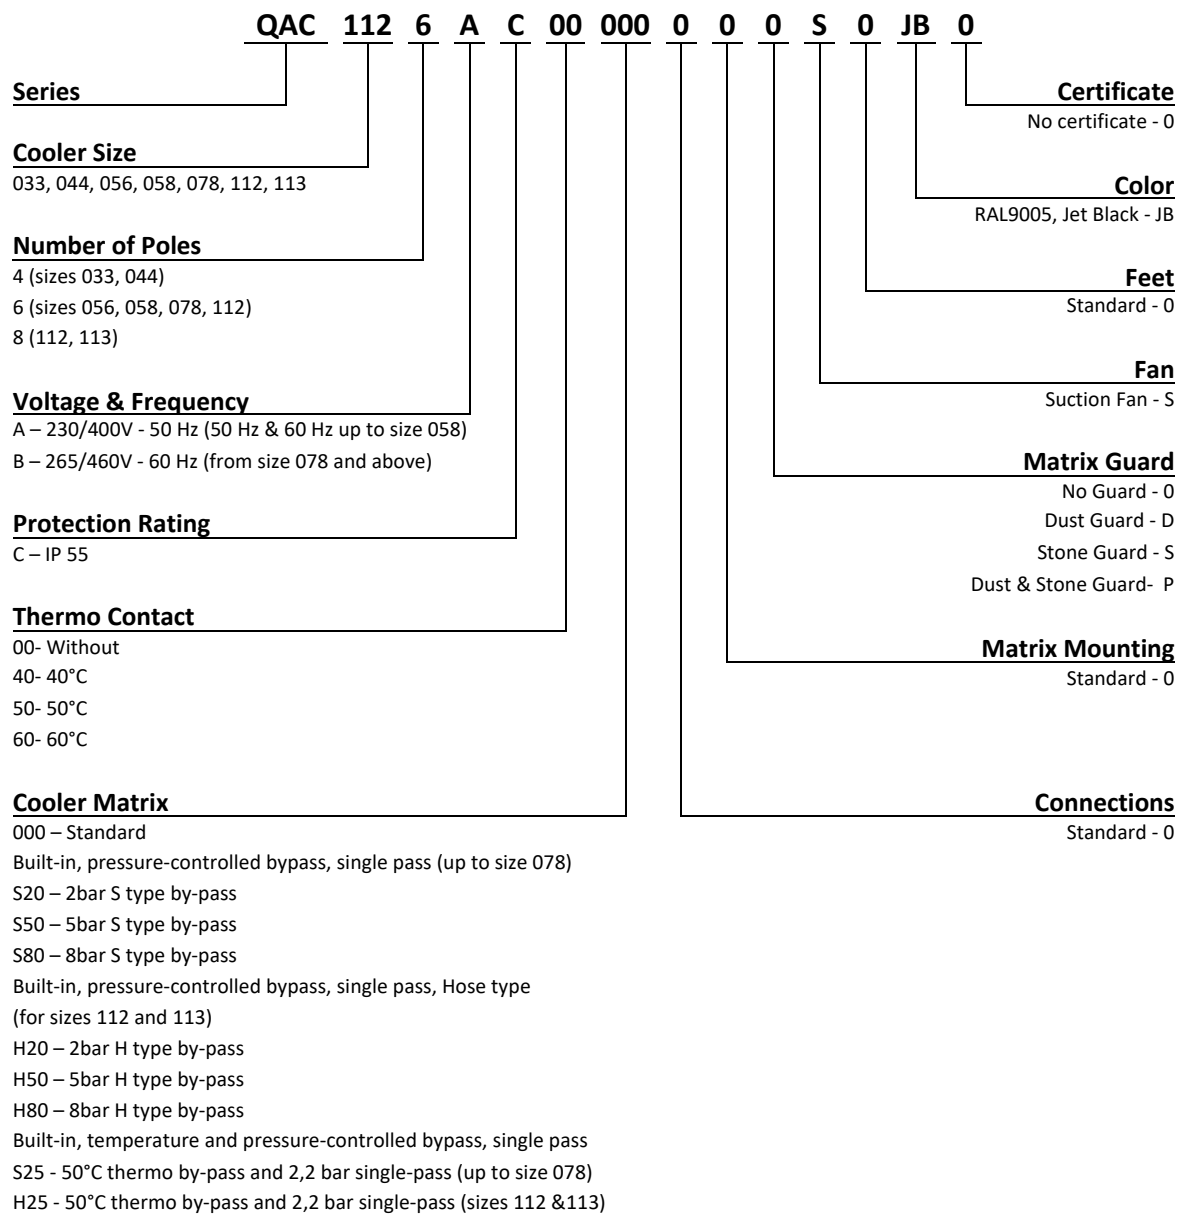 QAC 112 6 A C 00 000 0 0 0 S 0 JB 0
Series
Cooler Size
033, 044, 056, 058, 078, 112, 113
Number of Poles
4 (sizes 033, 044)
6 (sizes 056, 058, 078, 112)
8 (112, 113)
Voltage & Frequency
A – 230/400V - 50 Hz (50 Hz & 60 Hz up to size 058)
B – 265/460V - 60 Hz (from size 078 and above)
Protection Rating
C – IP 55
Thermo Contact
00- Without
40- 40°C
50- 50°C
60- 60°C
Cooler Matrix
000 – Standard
Built-in, pressure-controlled bypass, single pass (up to size 078)
S20 – 2bar S type by-pass
S50 – 5bar S type by-pass
S80 – 8bar S type by-pass
Built-in, pressure-controlled bypass, single pass, Hose type
(for sizes 112 and 113)
H20 – 2bar H type by-pass
H50 – 5bar H type by-pass
H80 – 8bar H type by-pass
Built-in, temperature and pressure-controlled bypass, single pass
S25 - 50°C thermo by-pass and 2,2 bar single-pass (up to size 078)
H25 - 50°C thermo by-pass and 2,2 bar single-pass (sizes 112 &113)
Certificate
No certificate - 0
Color
RAL9005, Jet Black - JB
Feet
Standard - 0
Fan
Suction Fan - S
Matrix Guard
No Guard - 0
Dust Guard - D
Stone Guard - S
Dust & Stone Guard- P
Matrix Mounting
Standard - 0
Connections
Standard - 0